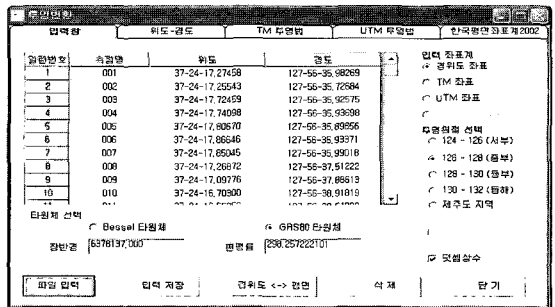 투영변환
입력창 위도-경도 TM 투영법 UTM 투영법 한국평면좌표계2002
일련번호 측점명 위도 경도
1 001 37-24-17,27458 127-56-35,98269
2 002 37-24-17,25543 127-56-35,72684
3 003 37-24-17,72459 127-56-35,92575
4 004 37-24-17,74098 127-56-35,93698
5 005 37-24-17,80670 127-56-35,89856
6 006 37-24-17,86646 127-56-35,93371
7 007 37-24-17,85045 127-56-35,99018
8 008 37-24-17,26872 127-56-37,51222
9 009 37-24-17,09776 127-56-37,88613
10 010 37-24-16,70300 127-56-38,91819
입력 좌표계
경위도 좌표
TM 좌표
UTM 좌표
투영원점 선택
124 - 126 (서부)
126 - 128 (중부)
128 - 130 (동부)
130 - 132 (동해)
제주도 지역
타원체 선택
Bessel 타원체 GRS80 타원체
장반경 6378137,000 편평률 298,257222101
덧셈상수
파일 입력 입력 저장 경위도 <-> 평면 삭 제 닫 기